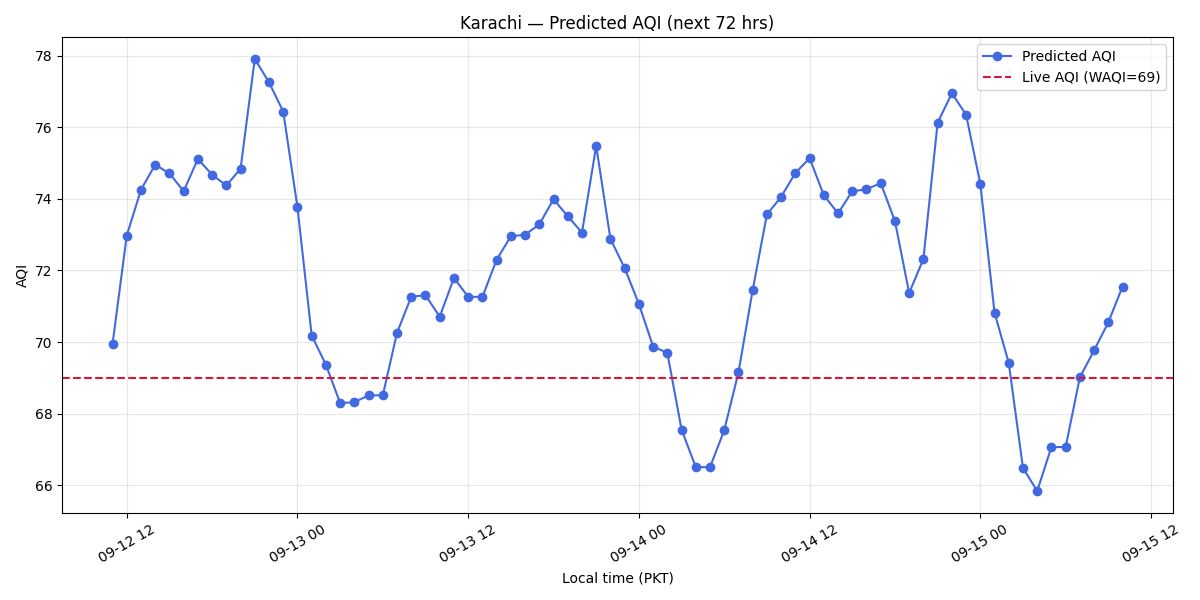 Karachi — Predicted AQI (next 72 hrs)
Predicted AQI
Live AQI (WAQI=69)
AQI
78
76
74
72
70
68
66
09-12 12
09-13 00
09-13 12
09-14 00
09-14 12
09-15 00
09-15 12
Local time (PKT)